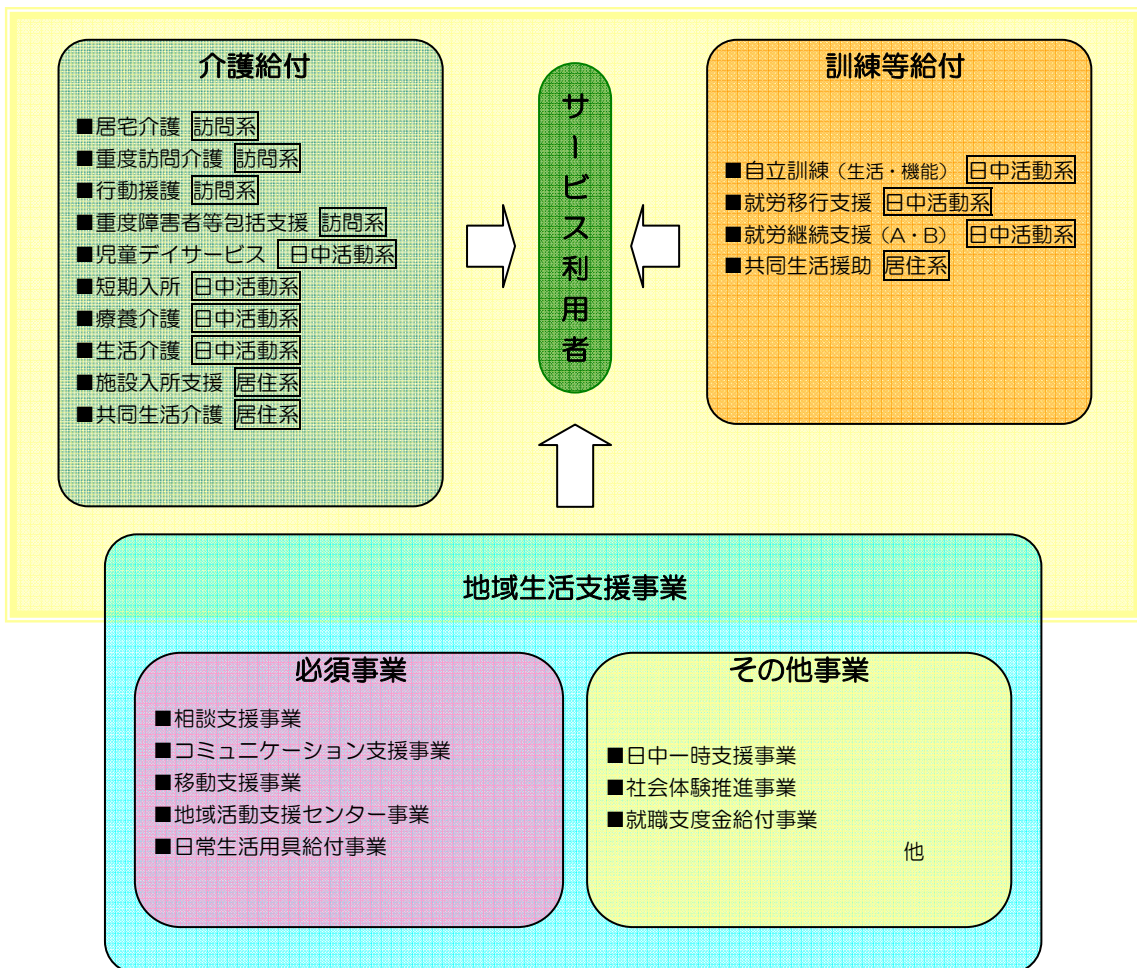 介護給付
■居宅介護 訪問系
■重度訪問介護 訪問系
■行動援護 訪問系
■重度障害者等包括支援 訪問系
■児童デイサービス 日中活動系
■短期入所 日中活動系
■療養介護 日中活動系
■生活介護 日中活動系
■施設入所支援 居住系
■共同生活介護 居住系
サービス利用者
訓練等給付
■自立訓練（生活・機能） 日中活動系
■就労移行支援 日中活動系
■就労継続支援（A・B） 日中活動系
■共同生活援助 居住系
地域生活支援事業
必須事業
■相談支援事業
■コミュニケーション支援事業
■移動支援事業
■地域活動支援センター事業
■日常生活用具給付事業
その他事業
■日中一時支援事業
■社会体験推進事業
■就職支度金給付事業
他